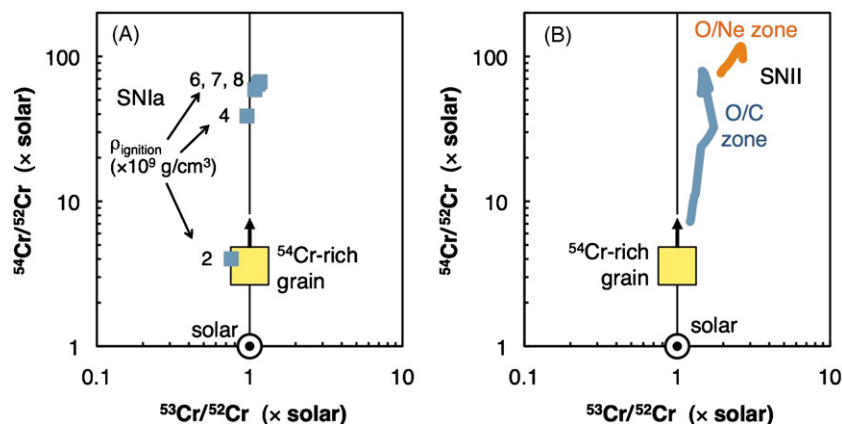 (A)
100
6, 7, 8
SNIa
4
ρignition
(×10⁹ g/cm³)
10
2
⁵⁴Cr-rich
grain
solar
1
0.1
1
10
⁵³Cr/⁵²Cr (× solar)
⁵⁴Cr/⁵²Cr (× solar)
(B)
O/Ne zone
100
SNII
O/C
zone
10
⁵⁴Cr-rich
grain
solar
1
0.1
1
10
⁵³Cr/⁵²Cr (× solar)
⁵⁴Cr/⁵²Cr (× solar)